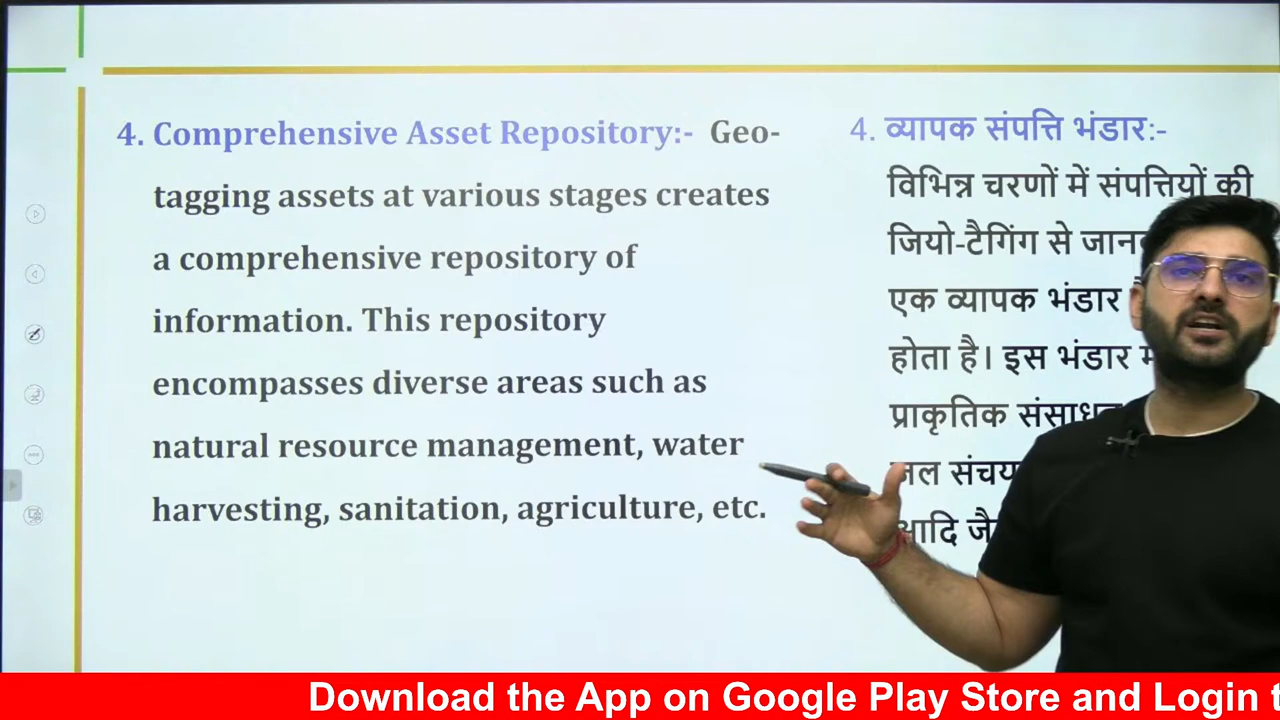 4. Comprehensive Asset Repository:- Geo-
tagging assets at various stages creates
a comprehensive repository of
information. This repository
encompasses diverse areas such as
natural resource management, water
harvesting, sanitation, agriculture, etc.
4. व्यापक संपत्ति भंडार:-
विभिन्न चरणों में संपत्तियों की
जियो-टैगिंग से
एक व्यापक भंडार
होता है। इस भंडार
प्राकृतिक
जल
आदि
Download the App on Google Play Store and Login